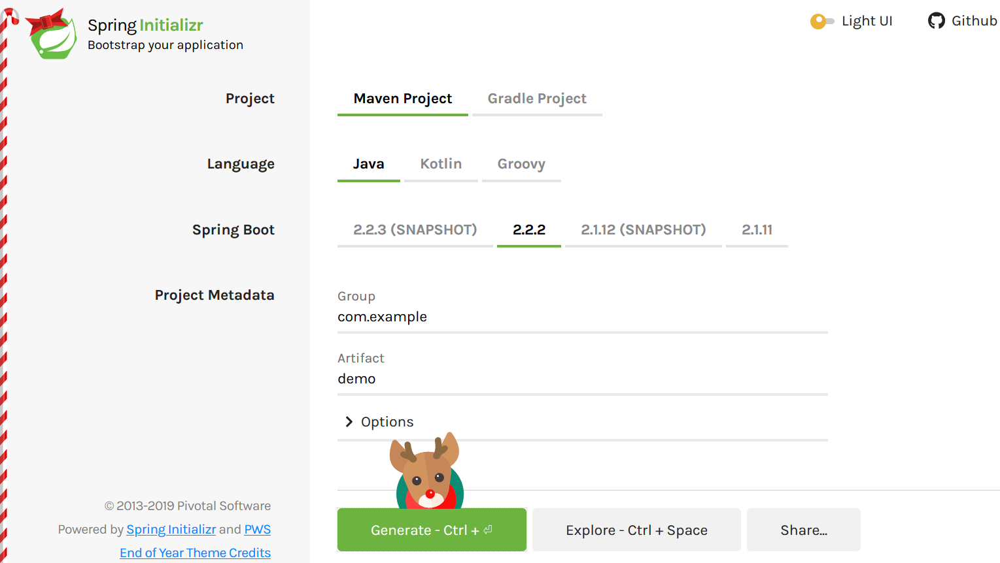 Spring Initializr
Bootstrap your application
Light UI
Github
Project
Maven Project
Gradle Project
Language
Java
Kotlin
Groovy
Spring Boot
2.2.3 (SNAPSHOT)
2.2.2
2.1.12 (SNAPSHOT)
2.1.11
Project Metadata
Group
com.example
Artifact
demo
Options
© 2013-2019 Pivotal Software
Powered by Spring Initializr and PWS
End of Year Theme Credits
Generate - Ctrl + ⏎
Explore - Ctrl + Space
Share...